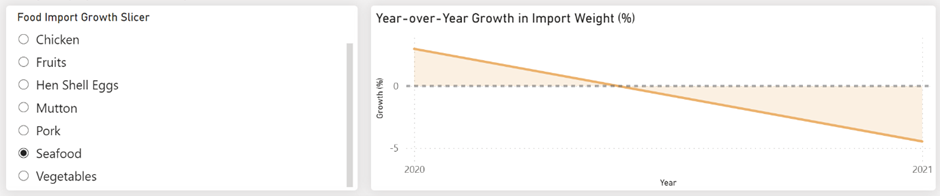 Food Import Growth Slicer
Chicken
Fruits
Hen Shell Eggs
Mutton
Pork
Seafood
Vegetables
Year-over-Year Growth in Import Weight (%)
Growth (%)
0
-5
2020
2021
Year